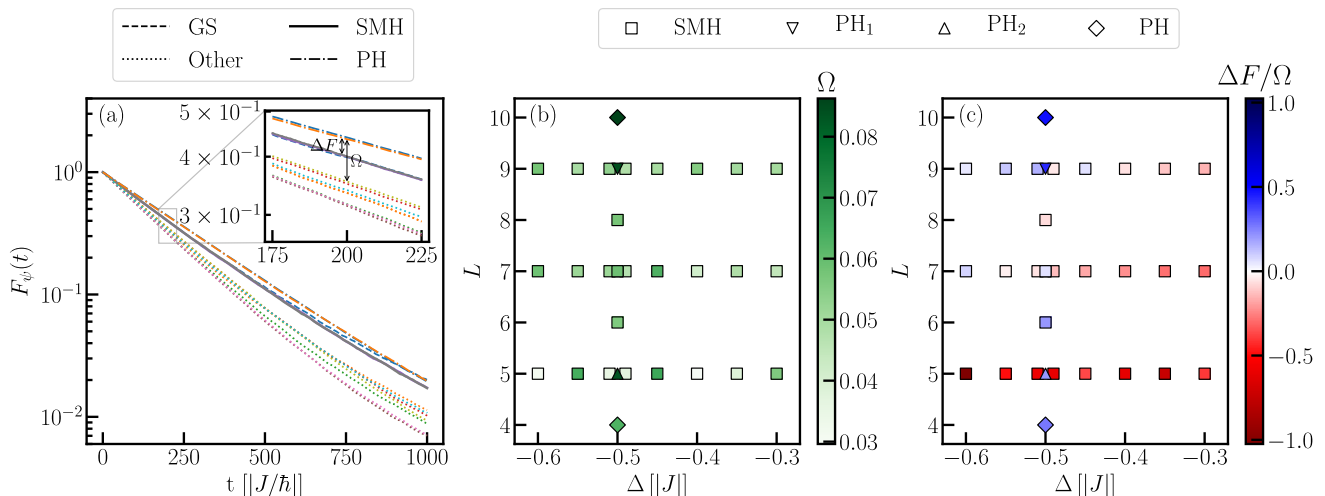 GS
SMH
Other
PH
SMH
PH₁
PH₂
PH
(a)
F_ψ(t)
10⁰
10⁻¹
10⁻²
0
250
500
750
1000
t [|J/ħ|]
5 × 10⁻¹
4 × 10⁻¹
3 × 10⁻¹
175
200
225
ΔF
Ω
(b)
L
10
9
8
7
6
5
4
−0.6
−0.5
−0.4
−0.3
Δ [|J|]
Ω
0.08
0.07
0.06
0.05
0.04
0.03
(c)
L
10
9
8
7
6
5
4
−0.6
−0.5
−0.4
−0.3
Δ [|J|]
ΔF/Ω
1.0
0.5
0.0
−0.5
−1.0